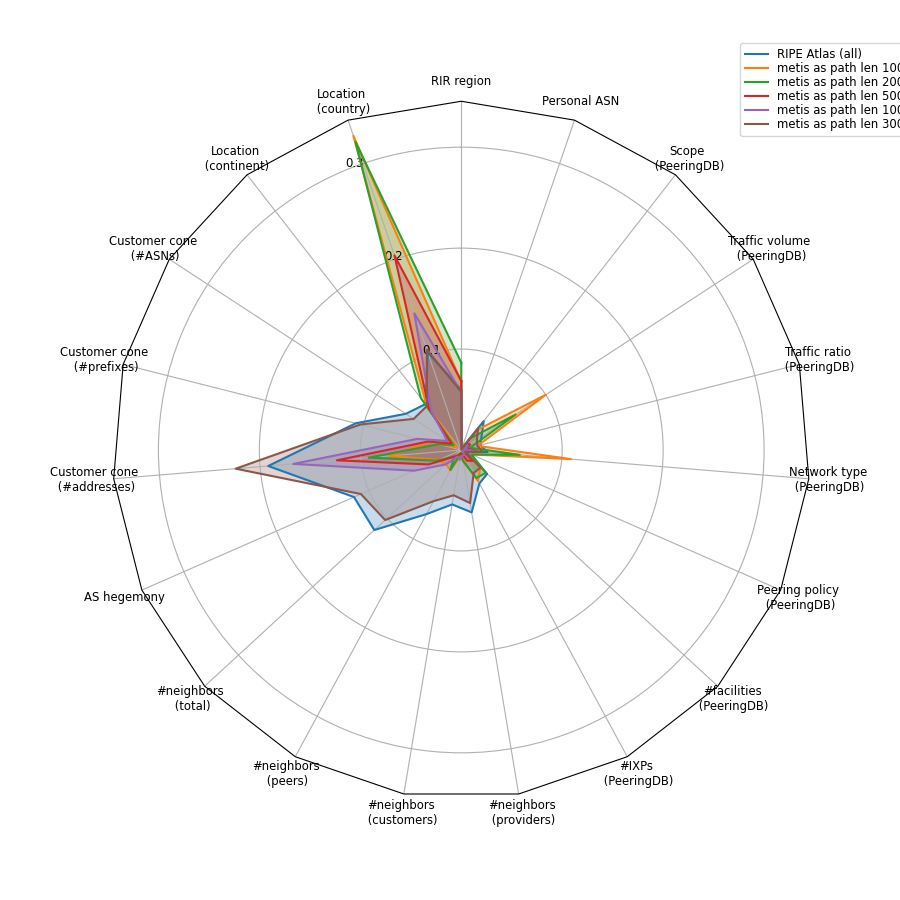 RIPE Atlas (all)
metis as path len 100
metis as path len 200
metis as path len 500
metis as path len 100
metis as path len 300
RIR region
Personal ASN
Location
(country)
Scope
(PeeringDB)
Location
(continent)
Traffic volume
(PeeringDB)
Customer cone
(#ASNs)
Traffic ratio
(PeeringDB)
Customer cone
(#prefixes)
Network type
(PeeringDB)
Customer cone
(#addresses)
Peering policy
(PeeringDB)
AS hegemony
#facilities
(PeeringDB)
#neighbors
(total)
#IXPs
(PeeringDB)
#neighbors
(peers)
#neighbors
(customers)
#neighbors
(providers)
0.3
0.2
0.1